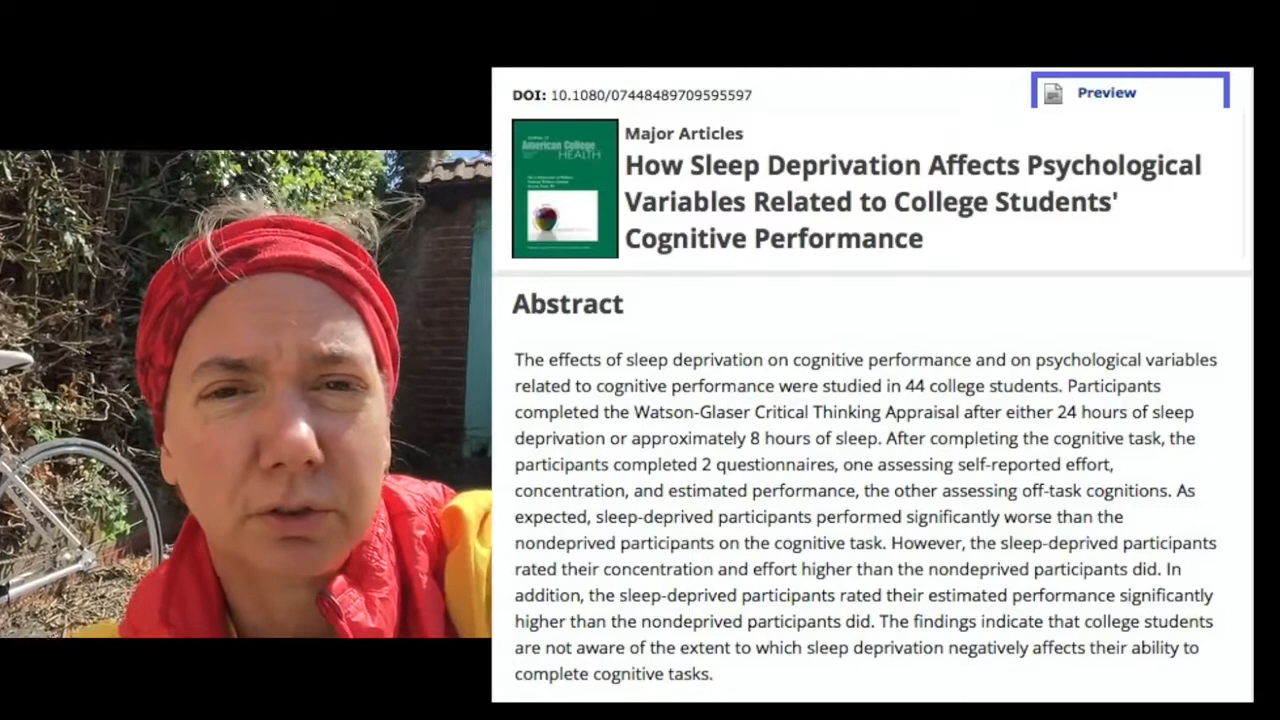 DOI: 10.1080/07448489709595597
Preview
American College
HEALTH
Major Articles
How Sleep Deprivation Affects Psychological
Variables Related to College Students'
Cognitive Performance
Abstract
The effects of sleep deprivation on cognitive performance and on psychological variables
related to cognitive performance were studied in 44 college students. Participants
completed the Watson-Glaser Critical Thinking Appraisal after either 24 hours of sleep
deprivation or approximately 8 hours of sleep. After completing the cognitive task, the
participants completed 2 questionnaires, one assessing self-reported effort,
concentration, and estimated performance, the other assessing off-task cognitions. As
expected, sleep-deprived participants performed significantly worse than the
nondeprived participants on the cognitive task. However, the sleep-deprived participants
rated their concentration and effort higher than the nondeprived participants did. In
addition, the sleep-deprived participants rated their estimated performance significantly
higher than the nondeprived participants did. The findings indicate that college students
are not aware of the extent to which sleep deprivation negatively affects their ability to
complete cognitive tasks.